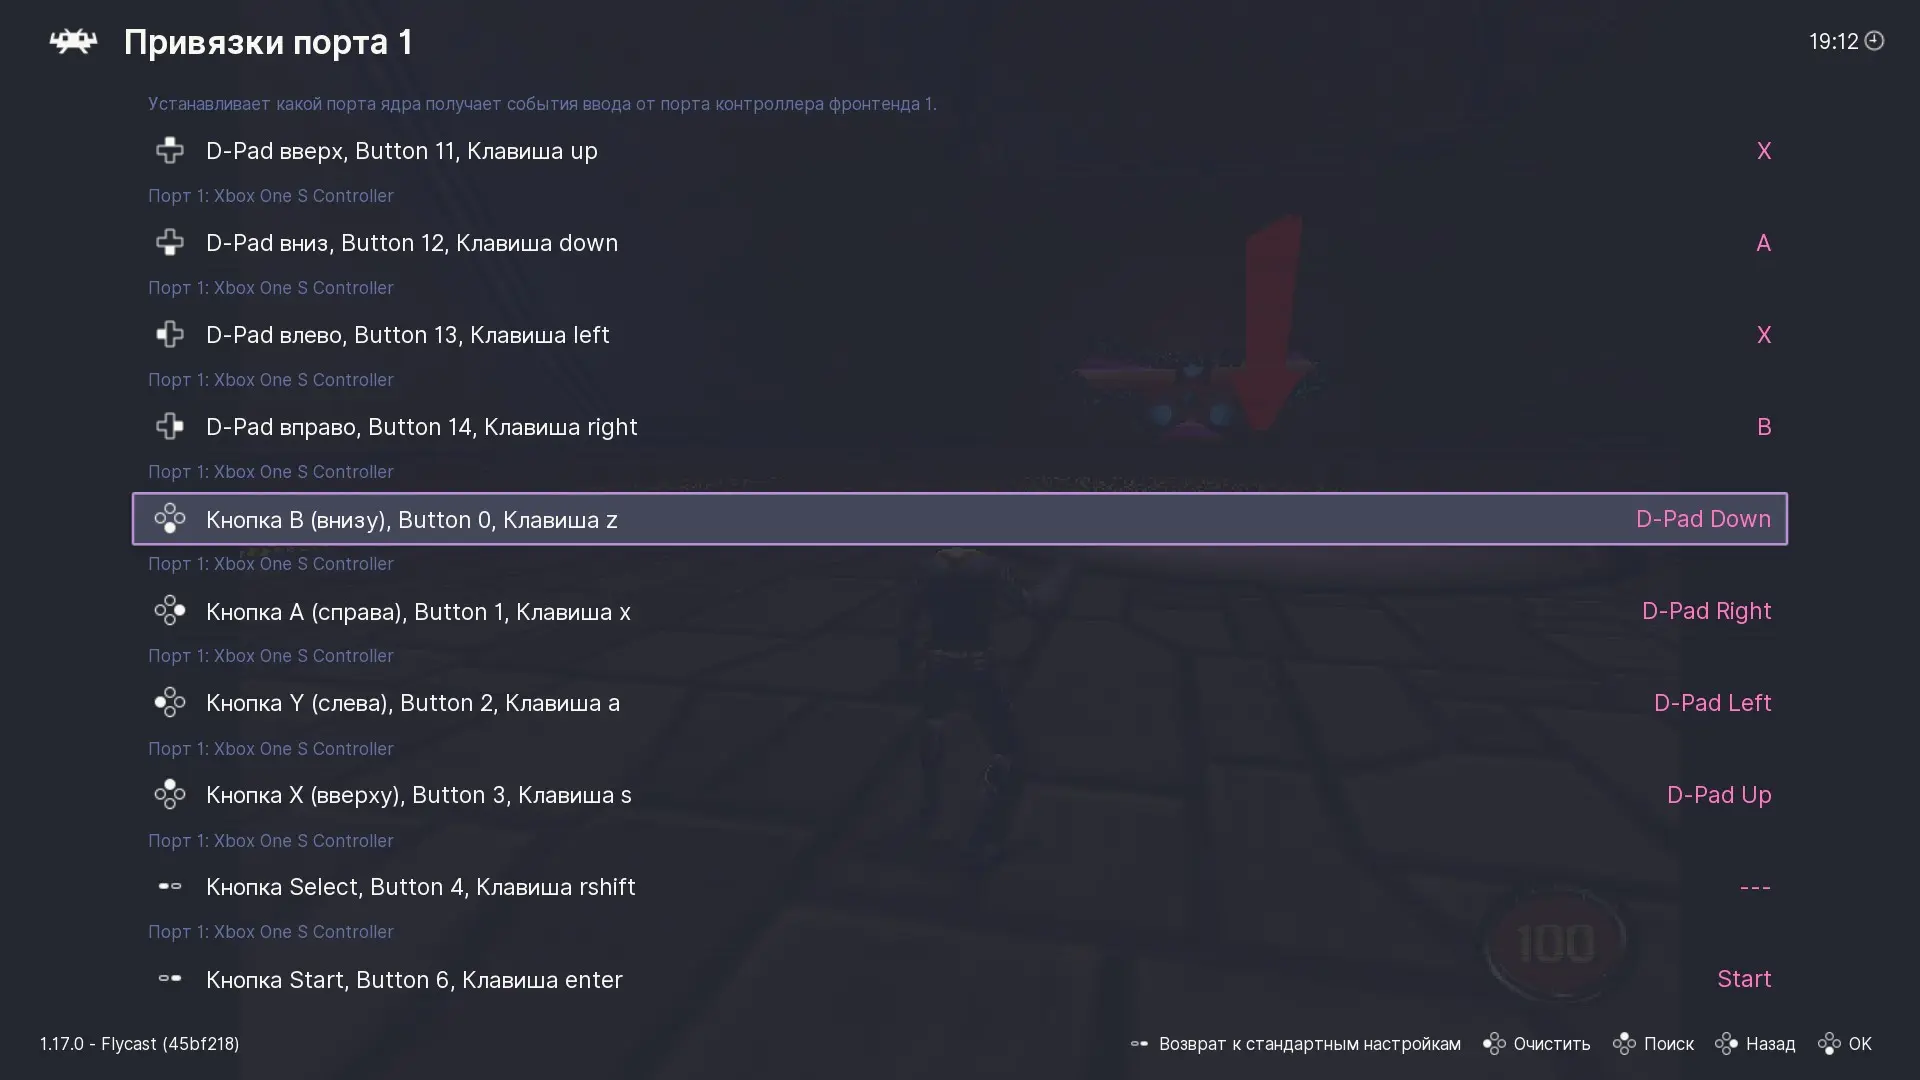 Привязки порта 1
19:12
Устанавливает какой порта ядра получает события ввода от порта контроллера фронтенда 1.
D-Pad вверх, Button 11, Клавиша up X
Порт 1: Xbox One S Controller
D-Pad вниз, Button 12, Клавиша down A
Порт 1: Xbox One S Controller
D-Pad влево, Button 13, Клавиша left X
Порт 1: Xbox One S Controller
D-Pad вправо, Button 14, Клавиша right B
Порт 1: Xbox One S Controller
Кнопка B (внизу), Button 0, Клавиша z D-Pad Down
Порт 1: Xbox One S Controller
Кнопка A (справа), Button 1, Клавиша x D-Pad Right
Порт 1: Xbox One S Controller
Кнопка Y (слева), Button 2, Клавиша a D-Pad Left
Порт 1: Xbox One S Controller
Кнопка X (вверху), Button 3, Клавиша s D-Pad Up
Порт 1: Xbox One S Controller
Кнопка Select, Button 4, Клавиша rshift ---
Порт 1: Xbox One S Controller
Кнопка Start, Button 6, Клавиша enter Start
100
1.17.0 - Flycast (45bf218) Возврат к стандартным настройкам Очистить Поиск Назад OK